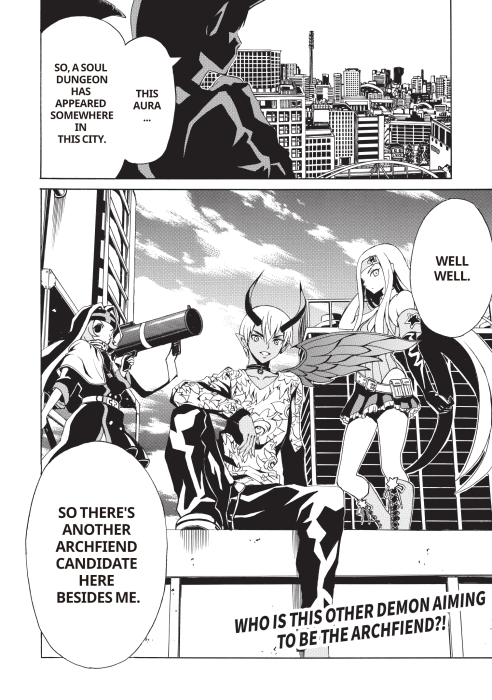 THIS
AURA
...
SO, A SOUL
DUNGEON
HAS
APPEARED
SOMEWHERE
IN
THIS CITY.
WELL
WELL.
SO THERE'S
ANOTHER
ARCHFIEND
CANDIDATE
HERE
BESIDES ME.
WHO IS THIS OTHER DEMON AIMING
TO BE THE ARCHFIEND?!